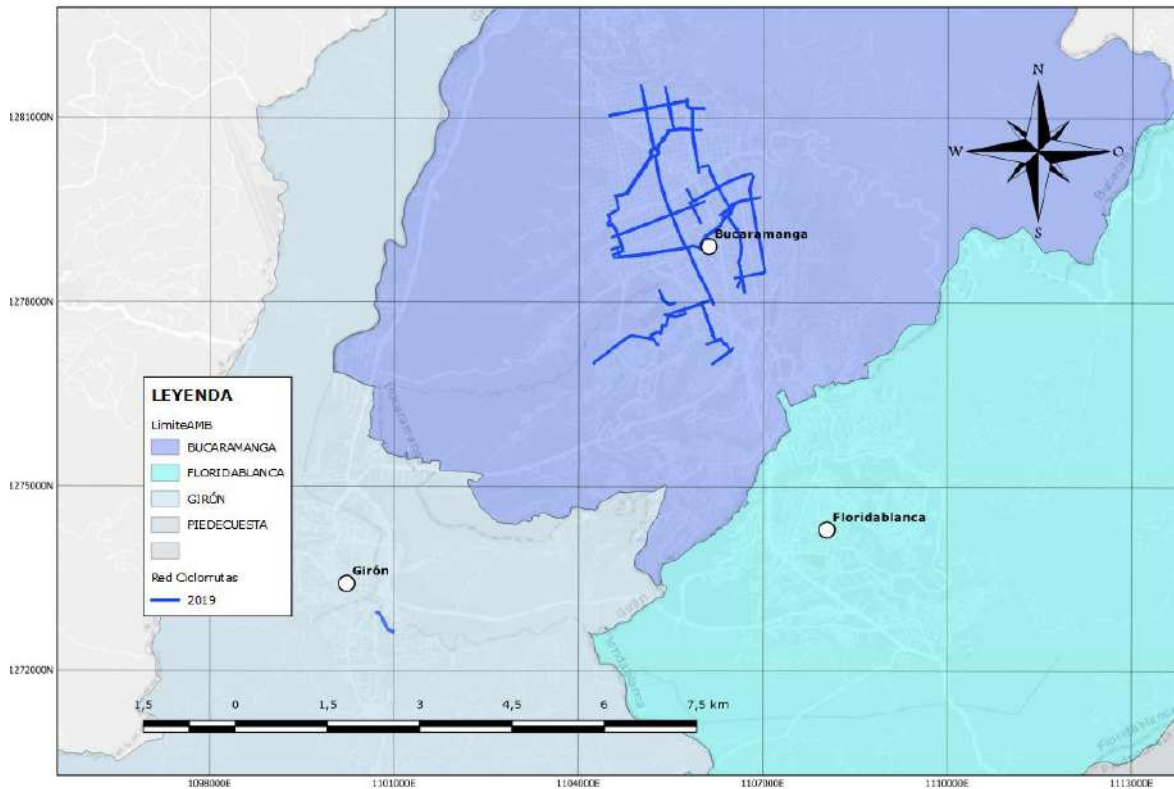 1281000N
N
W
O
S
Bucaramanga
1278000N
LEYENDA
LimiteAMB
BUCARAMANGA
FLORIDABLANCA
GIRÓN
PIEDECUESTA
Red Ciclorrutas
2019
1275000N
Floridablanca
Girón
1272000N
1,5 0 1,5 3 4,5 6 7,5 km
1098000E 1101000E 1104000E 1107000E 1110000E 1113000E